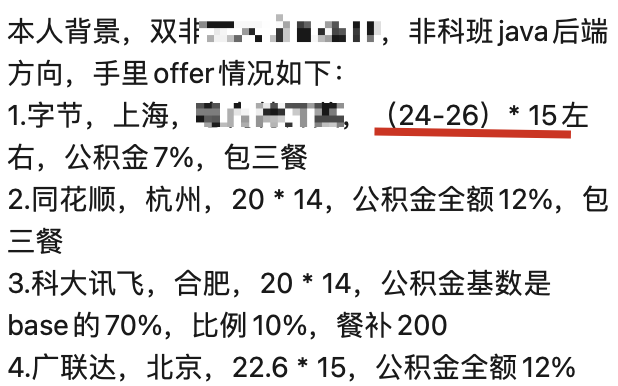 本人背景，双非，非科班java后端
方向，手里offer情况如下：
1.字节，上海，，（24-26）* 15左
右，公积金7%，包三餐
2.同花顺，杭州，20 * 14，公积金全额12%，包
三餐
3.科大讯飞，合肥，20 * 14，公积金基数是
base的70%，比例10%，餐补200
4.广联达，北京，22.6 * 15，公积金全额12%